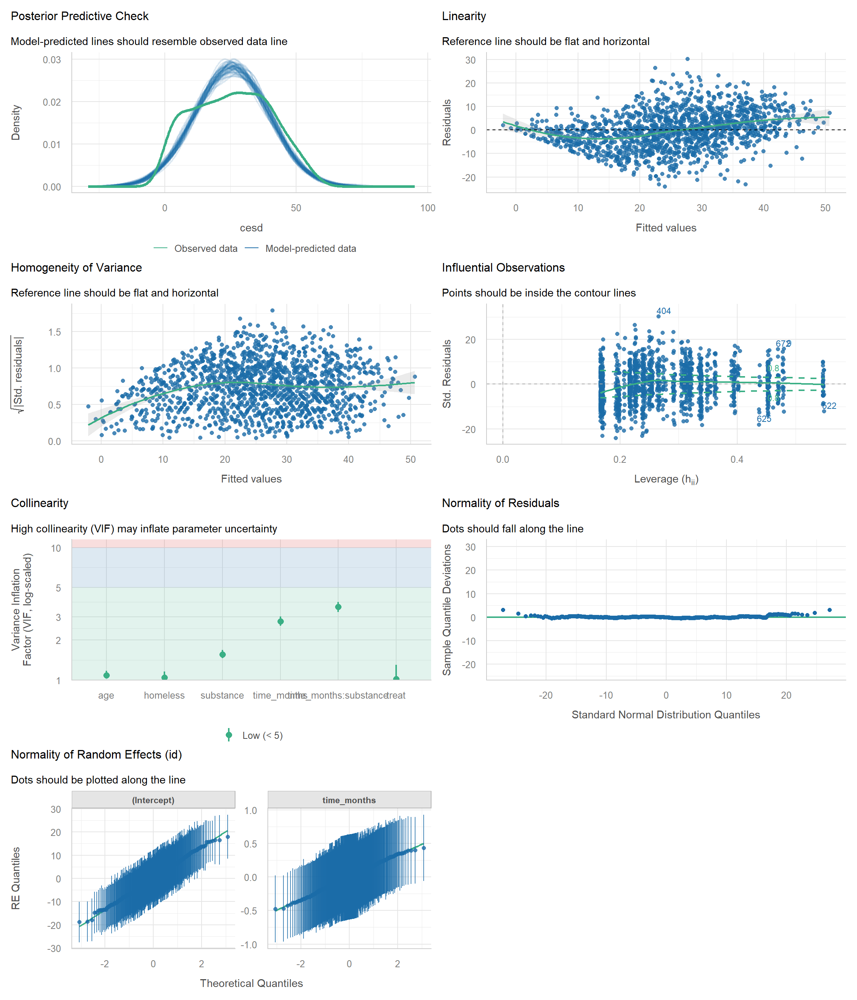 Posterior Predictive Check
Model-predicted lines should resemble observed data line
0.03
0.02
0.01
0.00
Density
0
50
100
cesd
Observed data
Model-predicted data
Linearity
Reference line should be flat and horizontal
30
20
10
0
-10
-20
Residuals
0
10
20
30
40
50
Fitted values
Homogeneity of Variance
Reference line should be flat and horizontal
1.5
1.0
0.5
0.0
√|Std. residuals|
0
10
20
30
40
50
Fitted values
Influential Observations
Points should be inside the contour lines
404
0.8
0.8
625
522
20
0
-20
Std. Residuals
0.0
0.2
0.4
Leverage (hii)
Collinearity
High collinearity (VIF) may inflate parameter uncertainty
10
5
3
2
1
Variance Inflation
Factor (VIF, log-scaled)
age
homeless
substance
time_months
time_months:substance
treat
Low (< 5)
Normality of Residuals
Dots should fall along the line
30
20
10
0
-10
-20
Sample Quantile Deviations
-20
-10
0
10
20
Standard Normal Distribution Quantiles
Normality of Random Effects (id)
Dots should be plotted along the line
(Intercept)
30
20
10
0
-10
-20
-30
RE Quantiles
-2
0
2
time_months
1.0
0.5
0.0
-0.5
-1.0
-2
0
2
Theoretical Quantiles